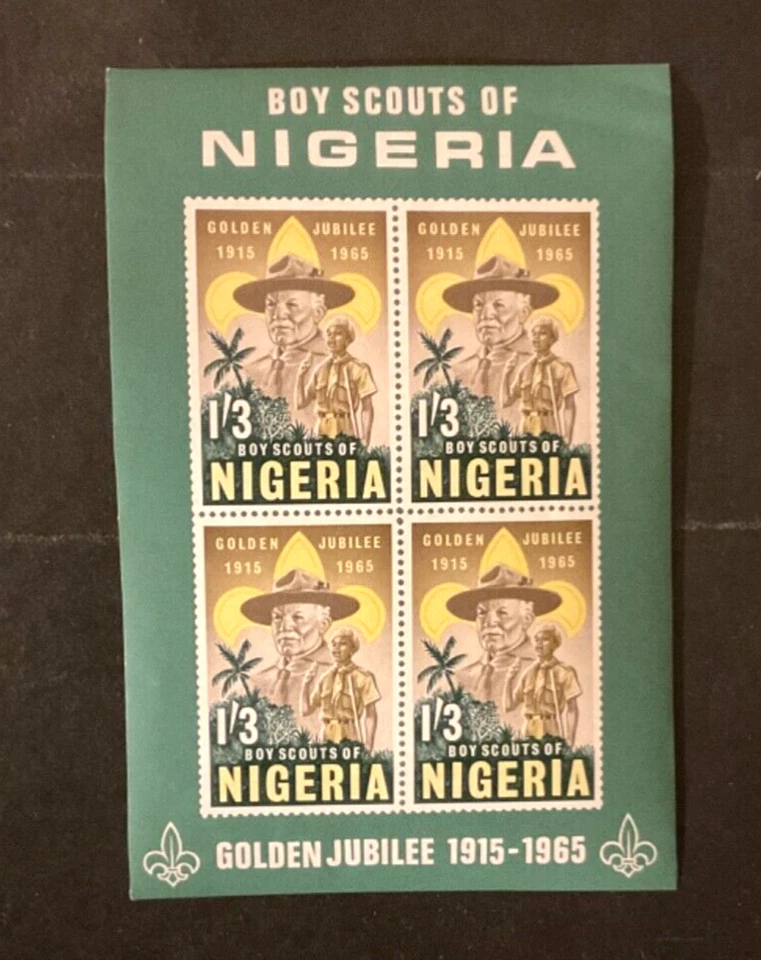 BOY SCOUTS OF
NIGERIA
GOLDEN JUBILEE
1915 1965
1/3
BOY SCOUTS OF
NIGERIA
GOLDEN JUBILEE
1915 1965
1/3
BOY SCOUTS OF
NIGERIA
GOLDEN JUBILEE
1915 1965
1/3
BOY SCOUTS OF
NIGERIA
GOLDEN JUBILEE
1915 1965
1/3
BOY SCOUTS OF
NIGERIA
GOLDEN JUBILEE 1915-1965